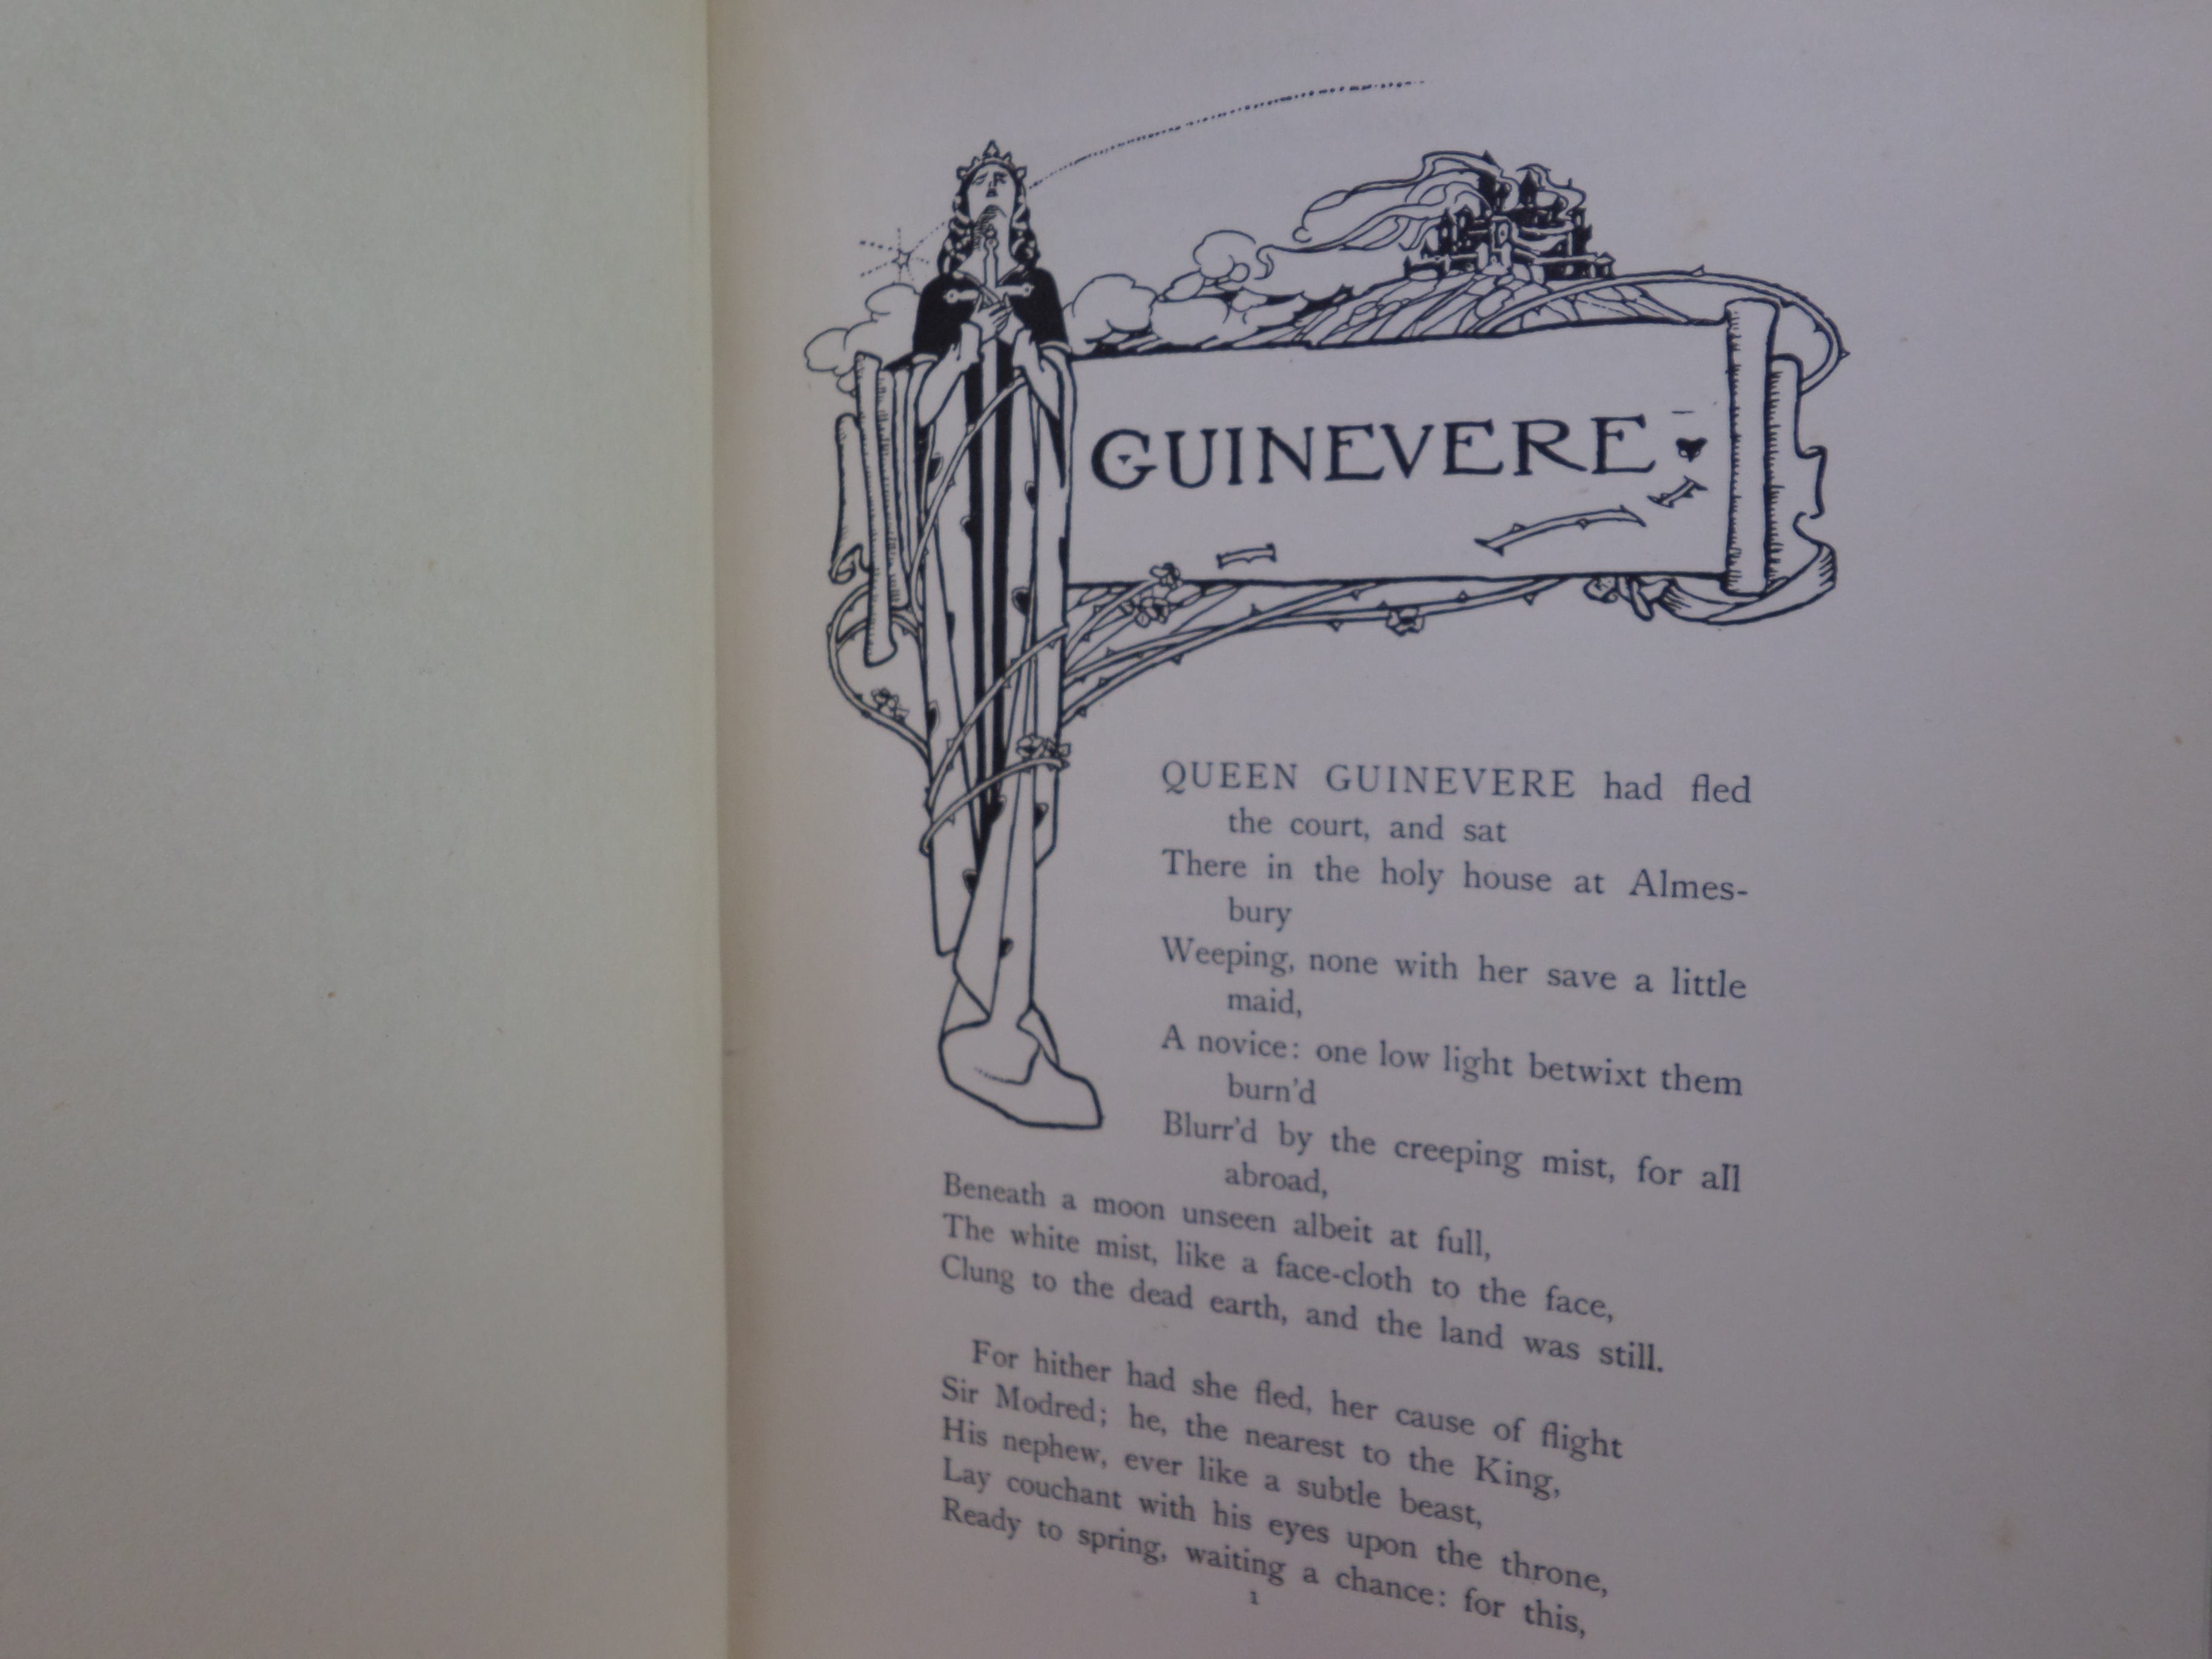 GUINEVERE
QUEEN GUINEVERE had fled
the court, and sat
There in the holy house at Almes-
bury
Weeping, none with her save a little
maid,
A novice: one low light betwixt them
burn'd
Blurr'd by the creeping mist, for all
abroad,
Beneath a moon unseen albeit at full,
The white mist, like a face-cloth to the face,
Clung to the dead earth, and the land was still.
For hither had she fled, her cause of flight
Sir Modred; he, the nearest to the King,
His nephew, ever like a subtle beast,
Lay couchant with his eyes upon the throne,
Ready to spring, waiting a chance: for this,
1